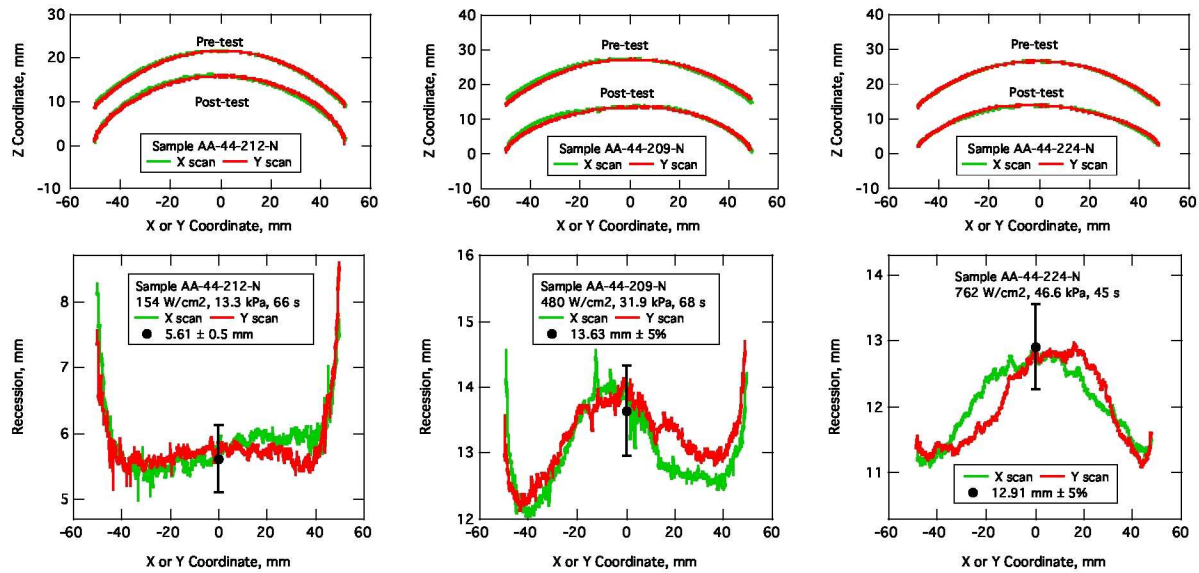 30
20
10
0
-10
Z Coordinate, mm
Pre-test
Post-test
Sample AA-44-212-N
X scan Y scan
-60 -40 -20 0 20 40 60
X or Y Coordinate, mm
40
30
20
10
0
-10
Z Coordinate, mm
Pre-test
Post-test
Sample AA-44-209-N
X scan Y scan
-60 -40 -20 0 20 40 60
X or Y Coordinate, mm
40
30
20
10
0
-10
Z Coordinate, mm
Pre-test
Post-test
Sample AA-44-224-N
X scan Y scan
-60 -40 -20 0 20 40 60
X or Y Coordinate, mm
8
7
6
5
Recession, mm
Sample AA-44-212-N
154 W/cm2, 13.3 kPa, 66 s
X scan Y scan
5.61 ± 0.5 mm
-60 -40 -20 0 20 40 60
X or Y Coordinate, mm
16
15
14
13
12
Recession, mm
Sample AA-44-209-N
480 W/cm2, 31.9 kPa, 68 s
X scan Y scan
13.63 mm ± 5%
-60 -40 -20 0 20 40 60
X or Y Coordinate, mm
14
13
12
11
Recession, mm
Sample AA-44-224-N
762 W/cm2, 46.6 kPa, 45 s
X scan Y scan
12.91 mm ± 5%
-60 -40 -20 0 20 40 60
X or Y Coordinate, mm